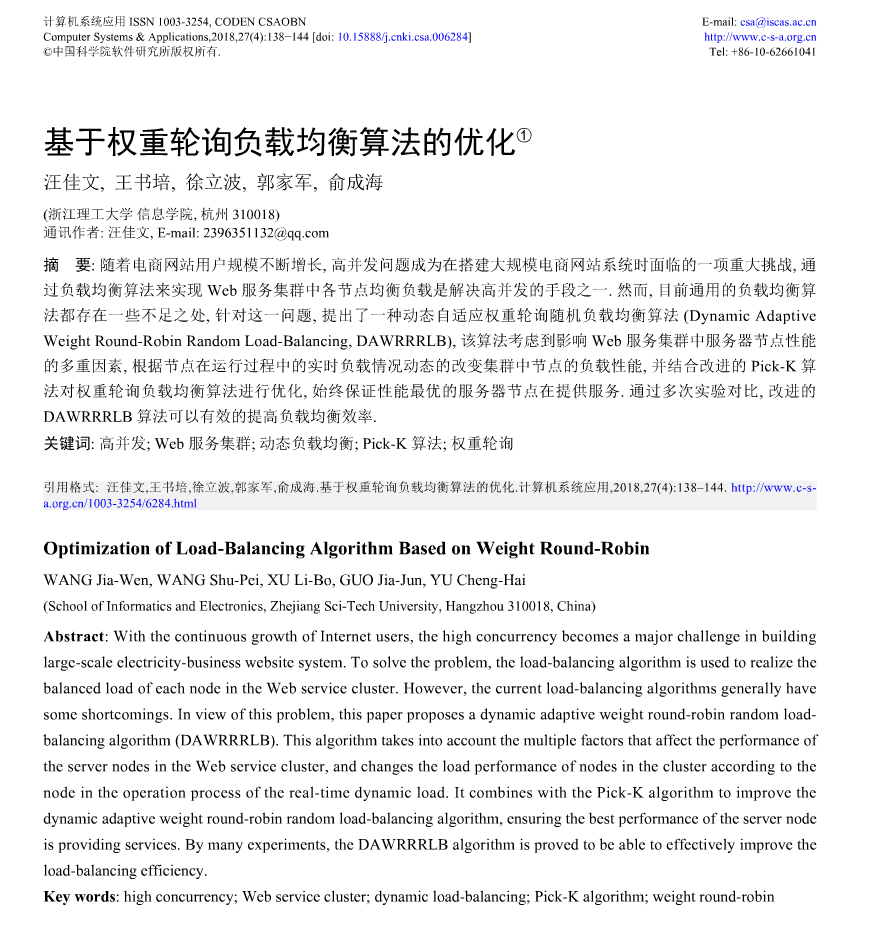 计算机系统应用 ISSN 1003-3254, CODEN CSAOBN
Computer Systems & Applications,2018,27(4):138−144 [doi: 10.15888/j.cnki.csa.006284]
©中国科学院软件研究所版权所有.
E-mail: csa@iscas.ac.cn
http://www.c-s-a.org.cn
Tel: +86-10-62661041
基于权重轮询负载均衡算法的优化①
汪佳文, 王书培, 徐立波, 郭家军, 俞成海
(浙江理工大学 信息学院, 杭州 310018)
通讯作者: 汪佳文, E-mail: 2396351132@qq.com
摘 要: 随着电商网站用户规模不断增长, 高并发问题成为在搭建大规模电商网站系统时面临的一项重大挑战, 通
过负载均衡算法来实现 Web 服务集群中各节点均衡负载是解决高并发的手段之一. 然而, 目前通用的负载均衡算
法都存在一些不足之处, 针对这一问题, 提出了一种动态自适应权重轮询随机负载均衡算法 (Dynamic Adaptive
Weight Round-Robin Random Load-Balancing, DAWRRRLB), 该算法考虑到影响 Web 服务集群中服务器节点性能
的多重因素, 根据节点在运行过程中的实时负载情况动态的改变集群中节点的负载性能, 并结合改进的 Pick-K 算
法对权重轮询负载均衡算法进行优化, 始终保证性能最优的服务器节点在提供服务. 通过多次实验对比, 改进的
DAWRRRLB 算法可以有效的提高负载均衡效率.
关键词: 高并发; Web 服务集群; 动态负载均衡; Pick-K 算法; 权重轮询
引用格式: 汪佳文,王书培,徐立波,郭家军,俞成海.基于权重轮询负载均衡算法的优化.计算机系统应用,2018,27(4):138–144. http://www.c-s-
a.org.cn/1003-3254/6284.html
Optimization of Load-Balancing Algorithm Based on Weight Round-Robin
WANG Jia-Wen, WANG Shu-Pei, XU Li-Bo, GUO Jia-Jun, YU Cheng-Hai
(School of Informatics and Electronics, Zhejiang Sci-Tech University, Hangzhou 310018, China)
Abstract: With the continuous growth of Internet users, the high concurrency becomes a major challenge in building
large-scale electricity-business website system. To solve the problem, the load-balancing algorithm is used to realize the
balanced load of each node in the Web service cluster. However, the current load-balancing algorithms generally have
some shortcomings. In view of this problem, this paper proposes a dynamic adaptive weight round-robin random load-
balancing algorithm (DAWRRRLB). This algorithm takes into account the multiple factors that affect the performance of
the server nodes in the Web service cluster, and changes the load performance of nodes in the cluster according to the
node in the operation process of the real-time dynamic load. It combines with the Pick-K algorithm to improve the
dynamic adaptive weight round-robin random load-balancing algorithm, ensuring the best performance of the server node
is providing services. By many experiments, the DAWRRRLB algorithm is proved to be able to effectively improve the
load-balancing efficiency.
Key words: high concurrency; Web service cluster; dynamic load-balancing; Pick-K algorithm; weight round-robin